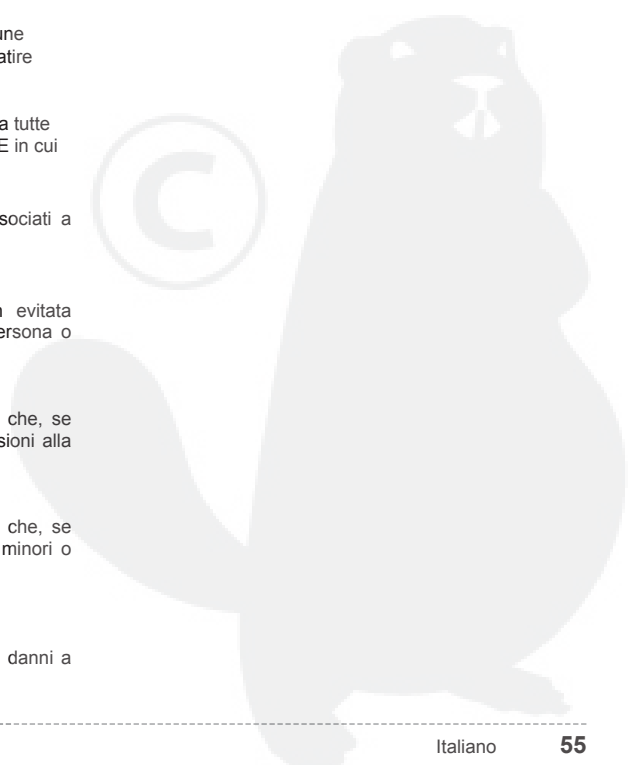 une
atire
a tutte
E in cui
sociati a
evitata
ersona o
che, se
sioni alla
che, se
minori o
danni a
©
Italiano 55